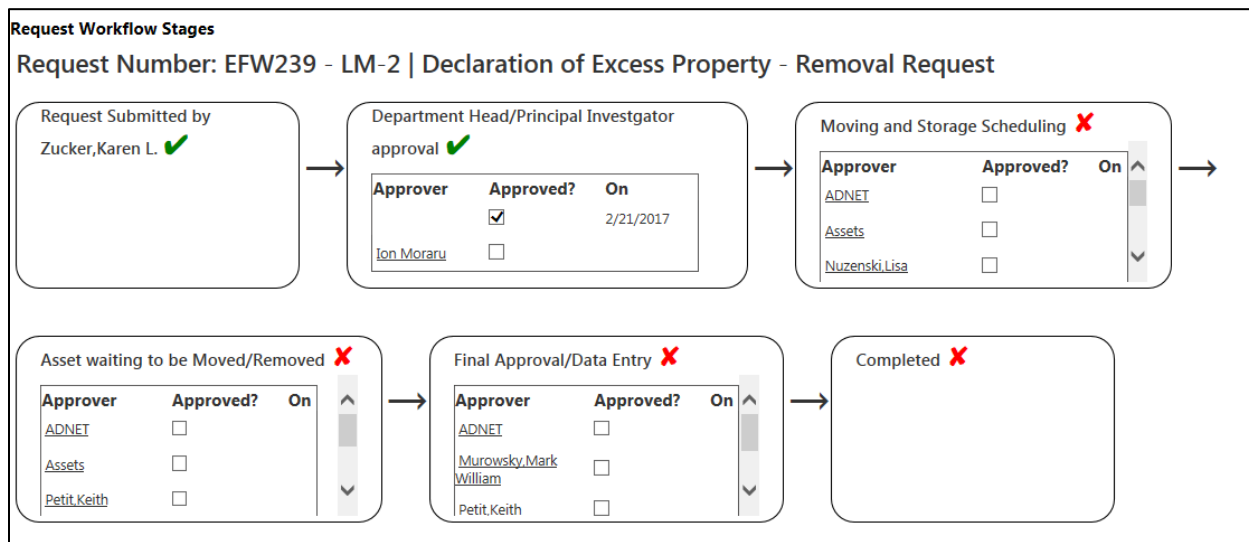 Request Workflow Stages
Request Number: EFW239 - LM-2 | Declaration of Excess Property - Removal Request
Request Submitted by
Zucker,Karen L.
Department Head/Principal Investgator
approval
Approver Approved? On
2/21/2017
Ion Moraru
Moving and Storage Scheduling
Approver Approved? On
ADNET
Assets
Nuzenski,Lisa
Asset waiting to be Moved/Removed
Approver Approved? On
ADNET
Assets
Petit,Keith
Final Approval/Data Entry
Approver Approved? On
ADNET
Murowsky,Mark
William
Petit,Keith
Completed